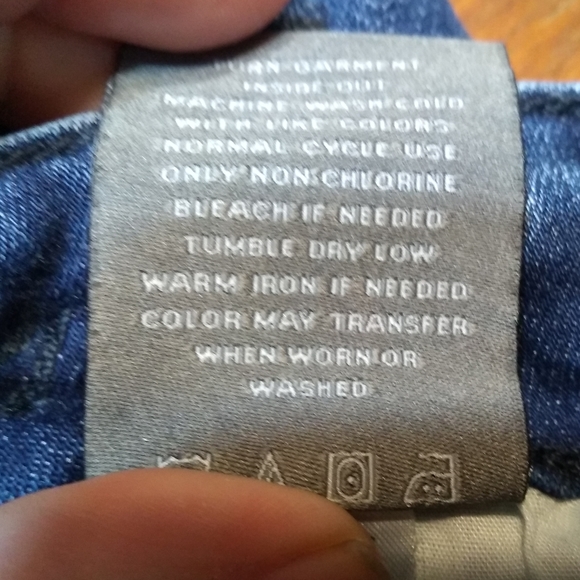 TURN GARMENT
INSIDE OUT
MACHINE WASH COLD
WITH LIKE COLORS
NORMAL CYCLE USE
ONLY NON-CHLORINE
BLEACH IF NEEDED
TUMBLE DRY LOW
WARM IRON IF NEEDED
COLOR MAY TRANSFER
WHEN WORN OR
WASHED